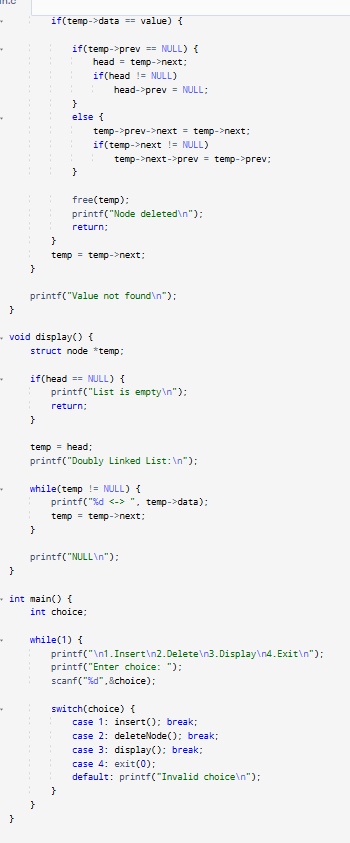 in.c
if(temp->data == value) {
if(temp->prev == NULL) {
head = temp->next;
if(head != NULL)
head->prev = NULL;
}
else {
temp->prev->next = temp->next;
if(temp->next != NULL)
temp->next->prev = temp->prev;
}
free(temp);
printf("Node deleted\n");
return;
}
temp = temp->next;
}
printf("Value not found\n");
}
void display() {
struct node *temp;
if(head == NULL) {
printf("List is empty\n");
return;
}
temp = head;
printf("Doubly Linked List:\n");
while(temp != NULL) {
printf("%d <-> ", temp->data);
temp = temp->next;
}
printf("NULL\n");
}
int main() {
int choice;
while(1) {
printf("\n1.Insert\n2.Delete\n3.Display\n4.Exit\n");
printf("Enter choice: ");
scanf("%d",&choice);
switch(choice) {
case 1: insert(); break;
case 2: deleteNode(); break;
case 3: display(); break;
case 4: exit(0);
default: printf("Invalid choice\n");
}
}
}